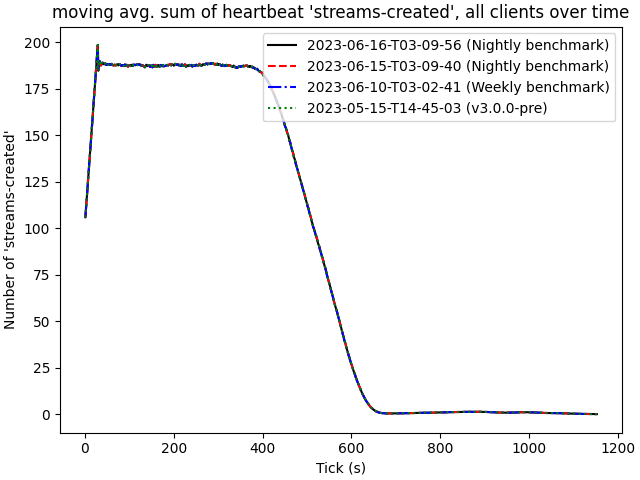 moving avg. sum of heartbeat 'streams-created', all clients over time
2023-06-16-T03-09-56 (Nightly benchmark)
2023-06-15-T03-09-40 (Nightly benchmark)
2023-06-10-T03-02-41 (Weekly benchmark)
2023-05-15-T14-45-03 (v3.0.0-pre)
Number of 'streams-created'
200
175
150
125
100
75
50
25
0
0 200 400 600 800 1000 1200
Tick (s)